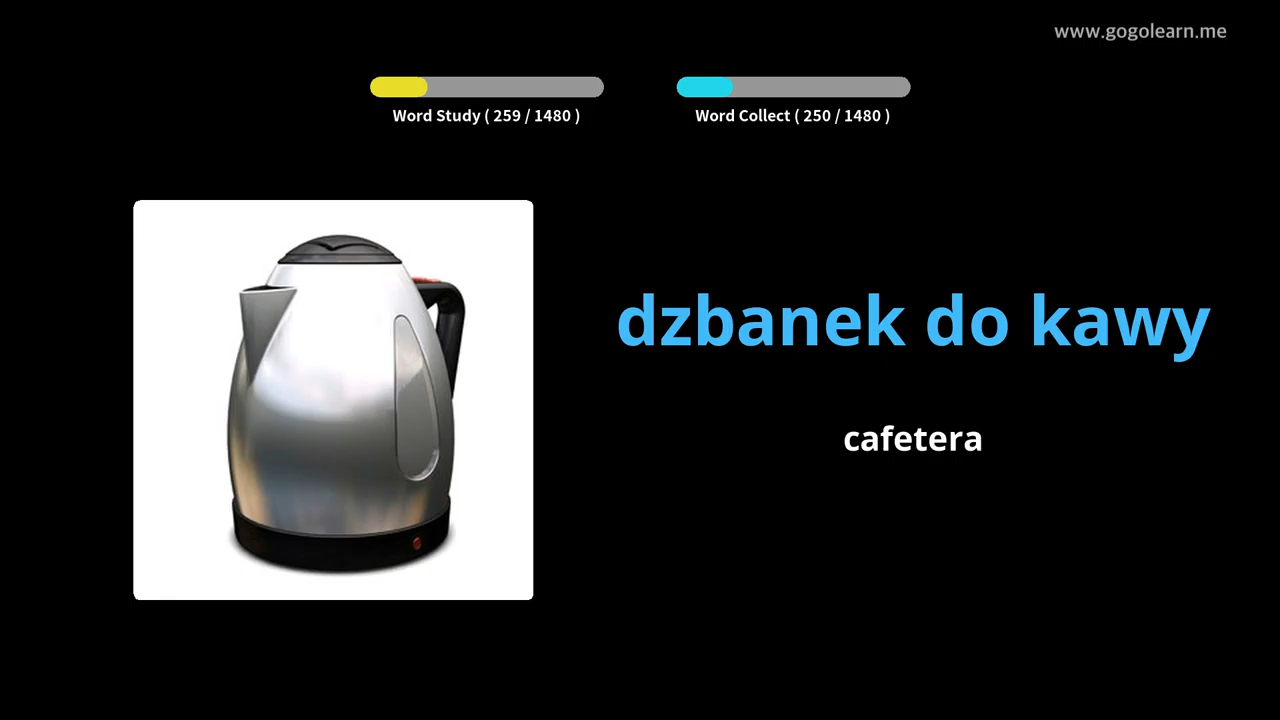 www.gogolearn.me
Word Study ( 259 / 1480 )
Word Collect ( 250 / 1480 )
dzbanek do kawy
cafetera